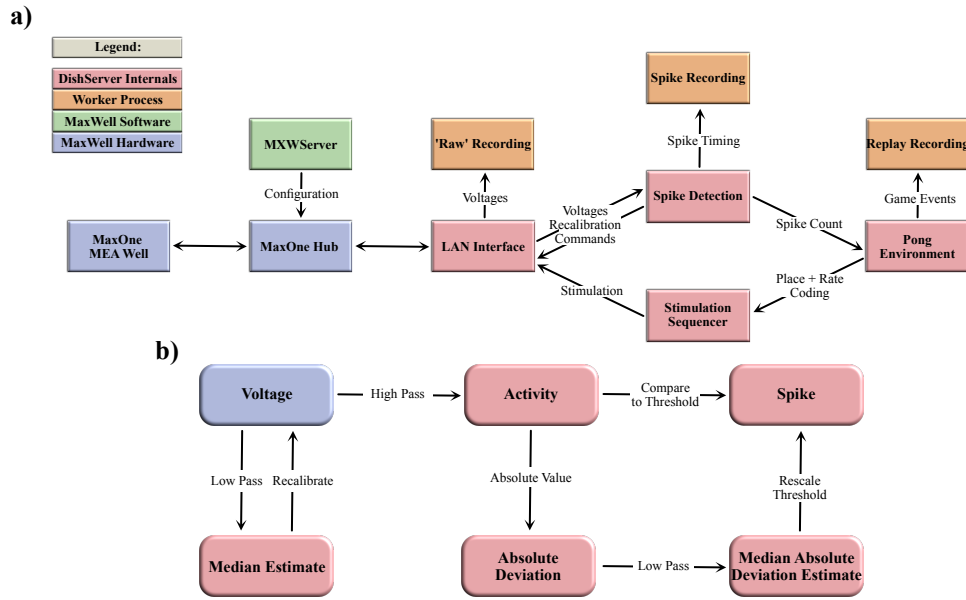 a)
Legend:
DishServer Internals
Worker Process
MaxWell Software
MaxWell Hardware
Spike Recording
MXWServer
'Raw' Recording
Replay Recording
Spike Timing
Configuration
Voltages
Game Events
Spike Detection
Voltages
Recalibration
Commands
Spike Count
MaxOne
MEA Well
MaxOne Hub
LAN Interface
Pong
Environment
Place + Rate
Coding
Stimulation
Stimulation
Sequencer
b)
Voltage
High Pass
Activity
Compare
to Threshold
Spike
Low Pass
Recalibrate
Absolute Value
Rescale
Threshold
Median Estimate
Absolute
Deviation
Low Pass
Median Absolute
Deviation Estimate